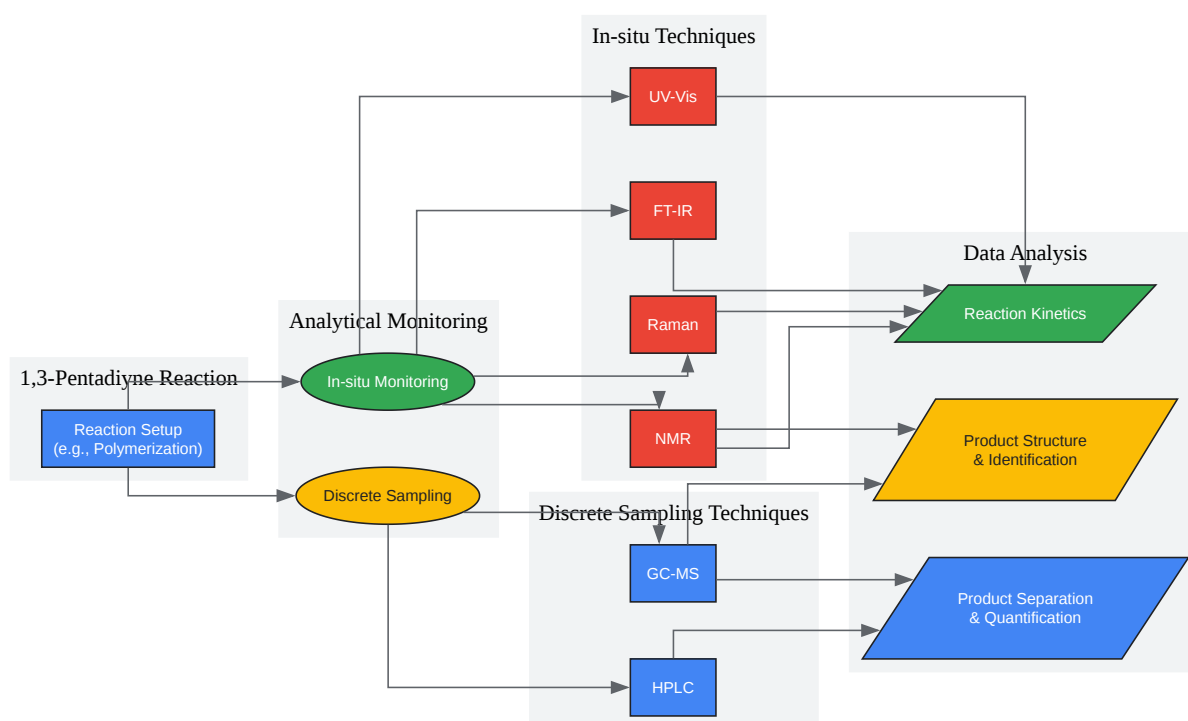 1,3-Pentadiyne Reaction
Reaction Setup
(e.g., Polymerization)
Analytical Monitoring
In-situ Monitoring
Discrete Sampling
In-situ Techniques
UV-Vis
FT-IR
Raman
NMR
Discrete Sampling Techniques
GC-MS
HPLC
Data Analysis
Reaction Kinetics
Product Structure
& Identification
Product Separation
& Quantification